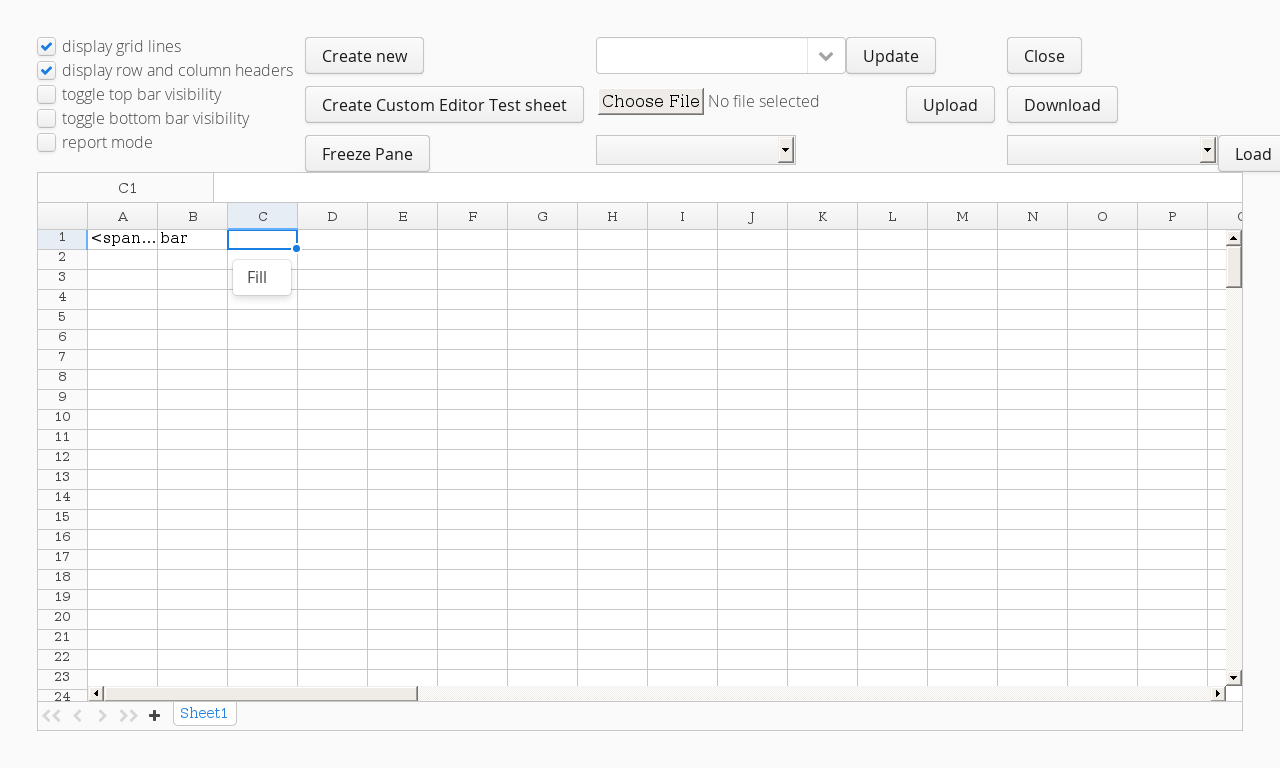 display grid lines
display row and column headers
toggle top bar visibility
toggle bottom bar visibility
report mode
Create new
Update
Close
Create Custom Editor Test sheet
Choose File No file selected
Upload
Download
Freeze Pane
Load
C1
A B C D E F G H I J K L M N O P
1 <span... bar
2
Fill
3
4
5
6
7
8
9
10
11
12
13
14
15
16
17
18
19
20
21
22
23
24
Sheet1